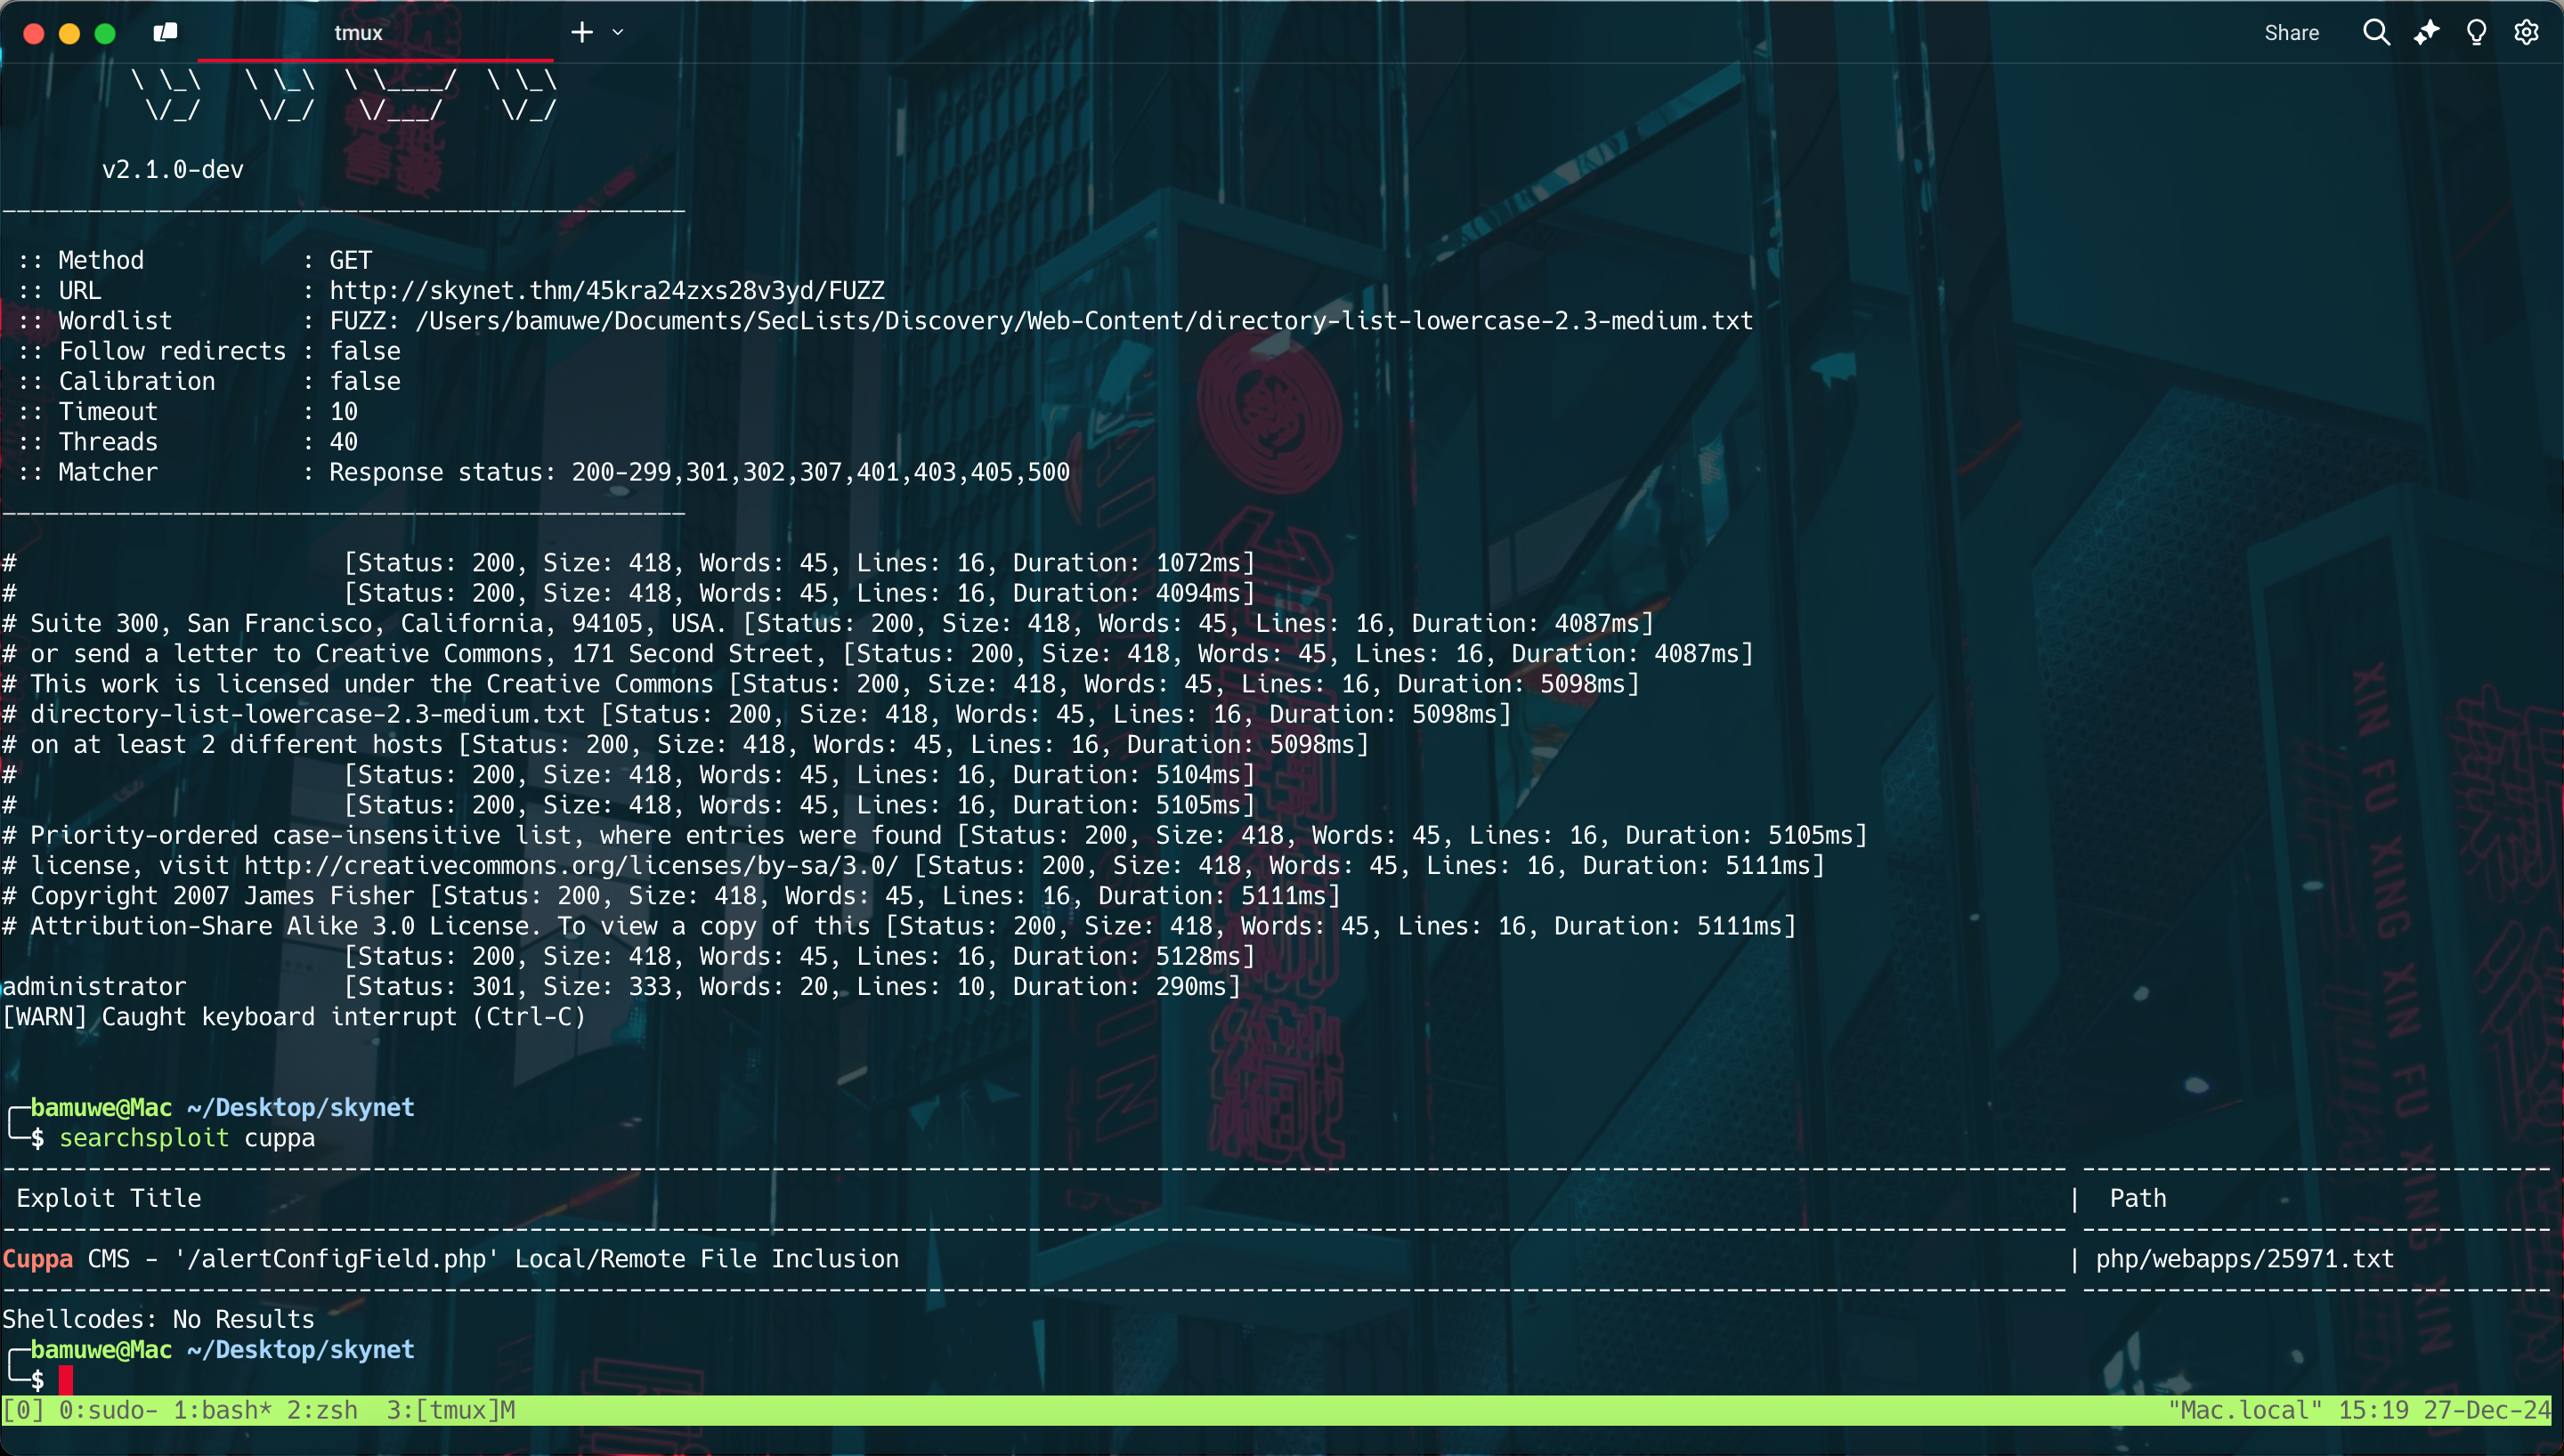 tmux
Share
\ \_\   \ \_\  \ \____/  \ \_\
\/_/    \/_/   \/___/    \/_/
v2.1.0-dev
________________________________________________
:: Method           : GET
:: URL              : http://skynet.thm/45kra24zxs28v3yd/FUZZ
:: Wordlist         : FUZZ: /Users/bamuwe/Documents/SecLists/Discovery/Web-Content/directory-list-lowercase-2.3-medium.txt
:: Follow redirects : false
:: Calibration      : false
:: Timeout          : 10
:: Threads          : 40
:: Matcher          : Response status: 200-299,301,302,307,401,403,405,500
________________________________________________
#                       [Status: 200, Size: 418, Words: 45, Lines: 16, Duration: 1072ms]
#                       [Status: 200, Size: 418, Words: 45, Lines: 16, Duration: 4094ms]
# Suite 300, San Francisco, California, 94105, USA. [Status: 200, Size: 418, Words: 45, Lines: 16, Duration: 4087ms]
# or send a letter to Creative Commons, 171 Second Street, [Status: 200, Size: 418, Words: 45, Lines: 16, Duration: 4087ms]
# This work is licensed under the Creative Commons [Status: 200, Size: 418, Words: 45, Lines: 16, Duration: 5098ms]
# directory-list-lowercase-2.3-medium.txt [Status: 200, Size: 418, Words: 45, Lines: 16, Duration: 5098ms]
# on at least 2 different hosts [Status: 200, Size: 418, Words: 45, Lines: 16, Duration: 5098ms]
#                       [Status: 200, Size: 418, Words: 45, Lines: 16, Duration: 5104ms]
#                       [Status: 200, Size: 418, Words: 45, Lines: 16, Duration: 5105ms]
# Priority-ordered case-insensitive list, where entries were found [Status: 200, Size: 418, Words: 45, Lines: 16, Duration: 5105ms]
# license, visit http://creativecommons.org/licenses/by-sa/3.0/ [Status: 200, Size: 418, Words: 45, Lines: 16, Duration: 5111ms]
# Copyright 2007 James Fisher [Status: 200, Size: 418, Words: 45, Lines: 16, Duration: 5111ms]
# Attribution-Share Alike 3.0 License. To view a copy of this [Status: 200, Size: 418, Words: 45, Lines: 16, Duration: 5111ms]
[Status: 200, Size: 418, Words: 45, Lines: 16, Duration: 5128ms]
administrator           [Status: 301, Size: 333, Words: 20, Lines: 10, Duration: 290ms]
[WARN] Caught keyboard interrupt (Ctrl-C)
╭─bamuwe@Mac ~/Desktop/skynet
╰─$ searchsploit cuppa
Exploit Title | Path
Cuppa CMS - '/alertConfigField.php' Local/Remote File Inclusion | php/webapps/25971.txt
Shellcodes: No Results
╭─bamuwe@Mac ~/Desktop/skynet
╰─$
[0] 0:sudo- 1:bash* 2:zsh  3:[tmux]M "Mac.local" 15:19 27-Dec-24
XIN FU XING XIN FU XING XIN
XIN FU XING XIN